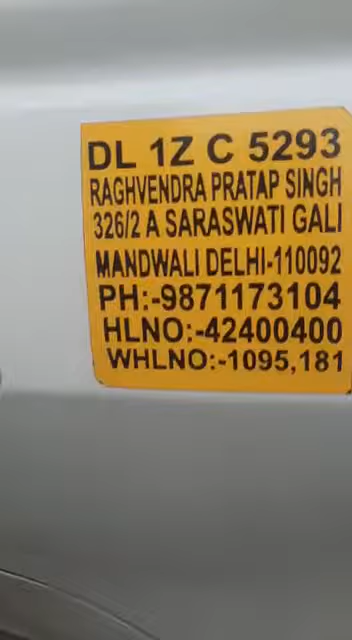 DL 1Z C 5293
RAGHVENDRA PRATAP SINGH
326/2 A SARASWATI GALI
MANDWALI DELHI-110092
PH:-9871173104
HLNO:-42400400
WHLNO:-1095,181